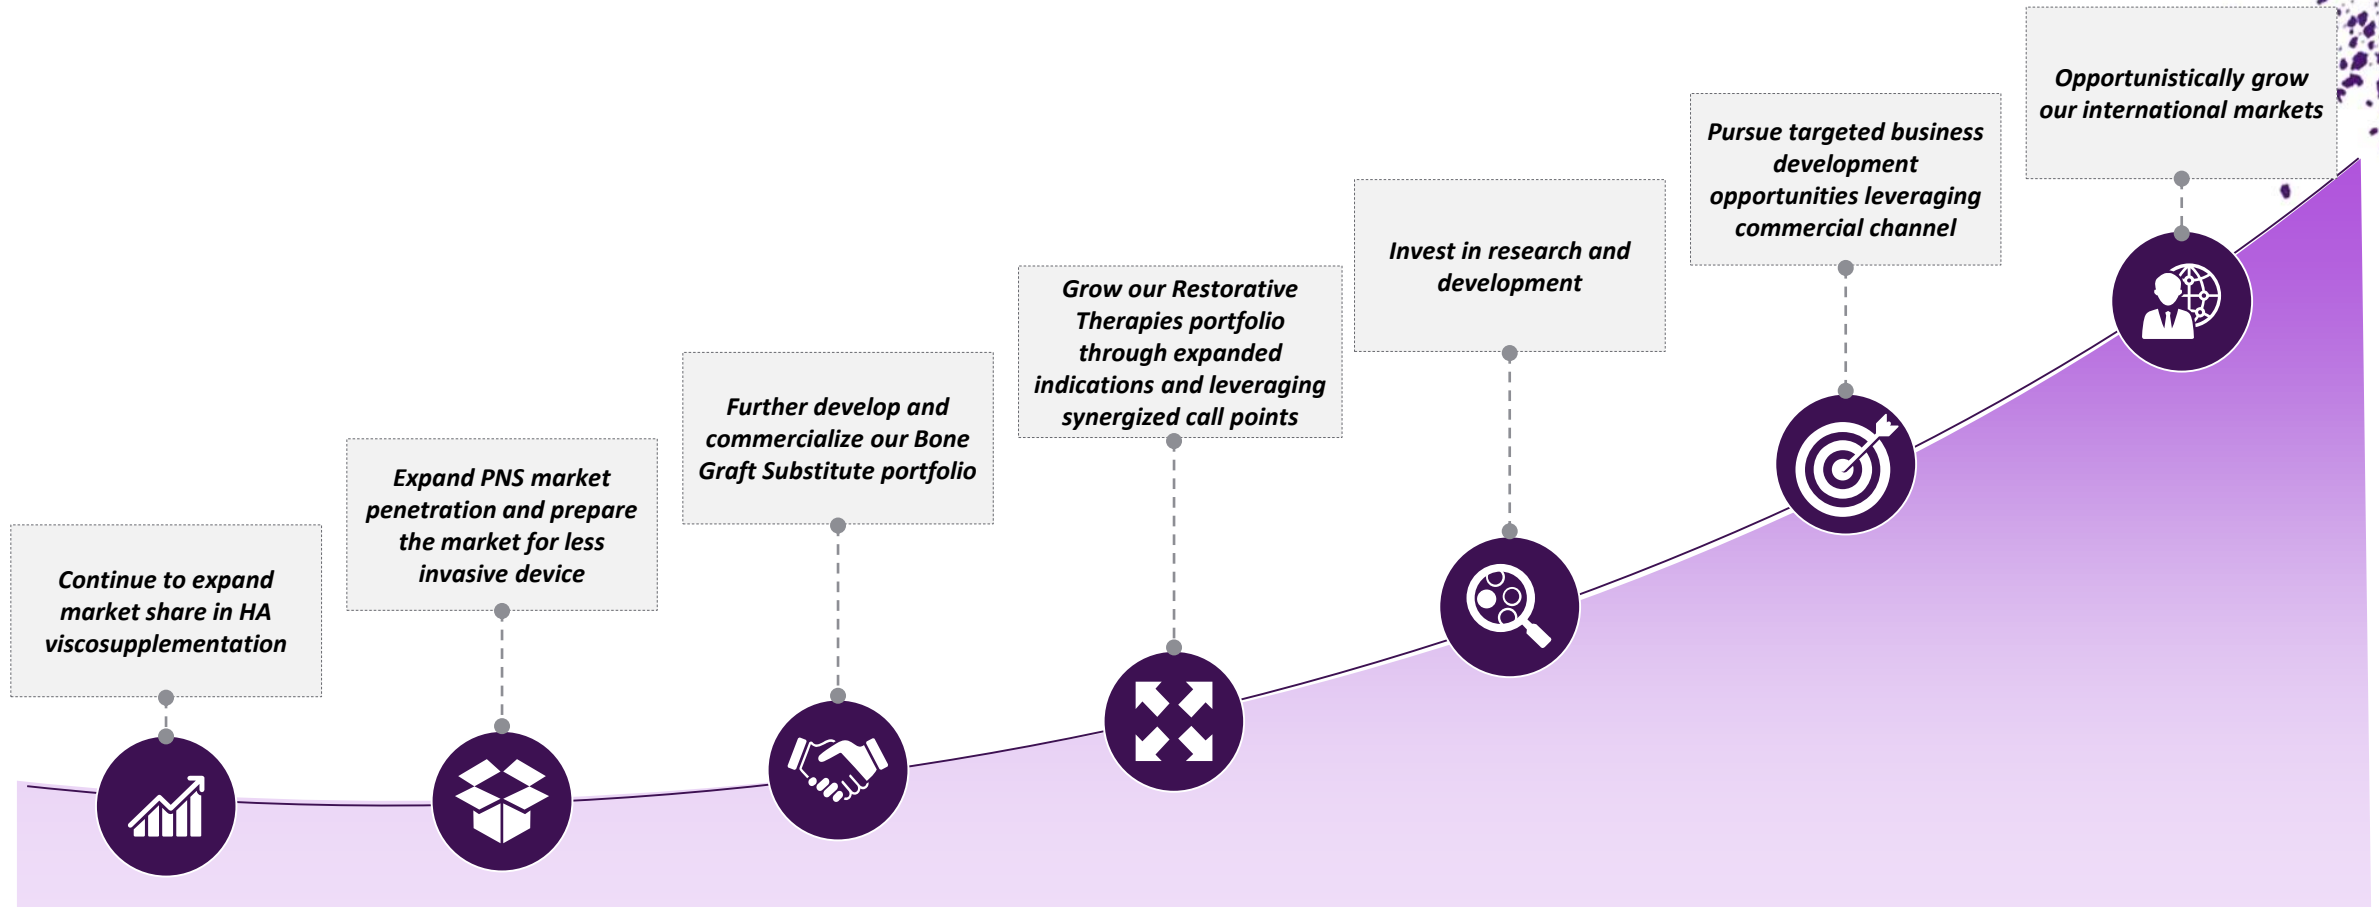 Continue to expand
market share in HA
viscosupplementation
Expand PNS market
penetration and prepare
the market for less
invasive device
Further develop and
commercialize our Bone
Graft Substitute portfolio
Grow our Restorative
Therapies portfolio
through expanded
indications and leveraging
synergized call points
Invest in research and
development
Pursue targeted business
development
opportunities leveraging
commercial channel
Opportunistically grow
our international markets